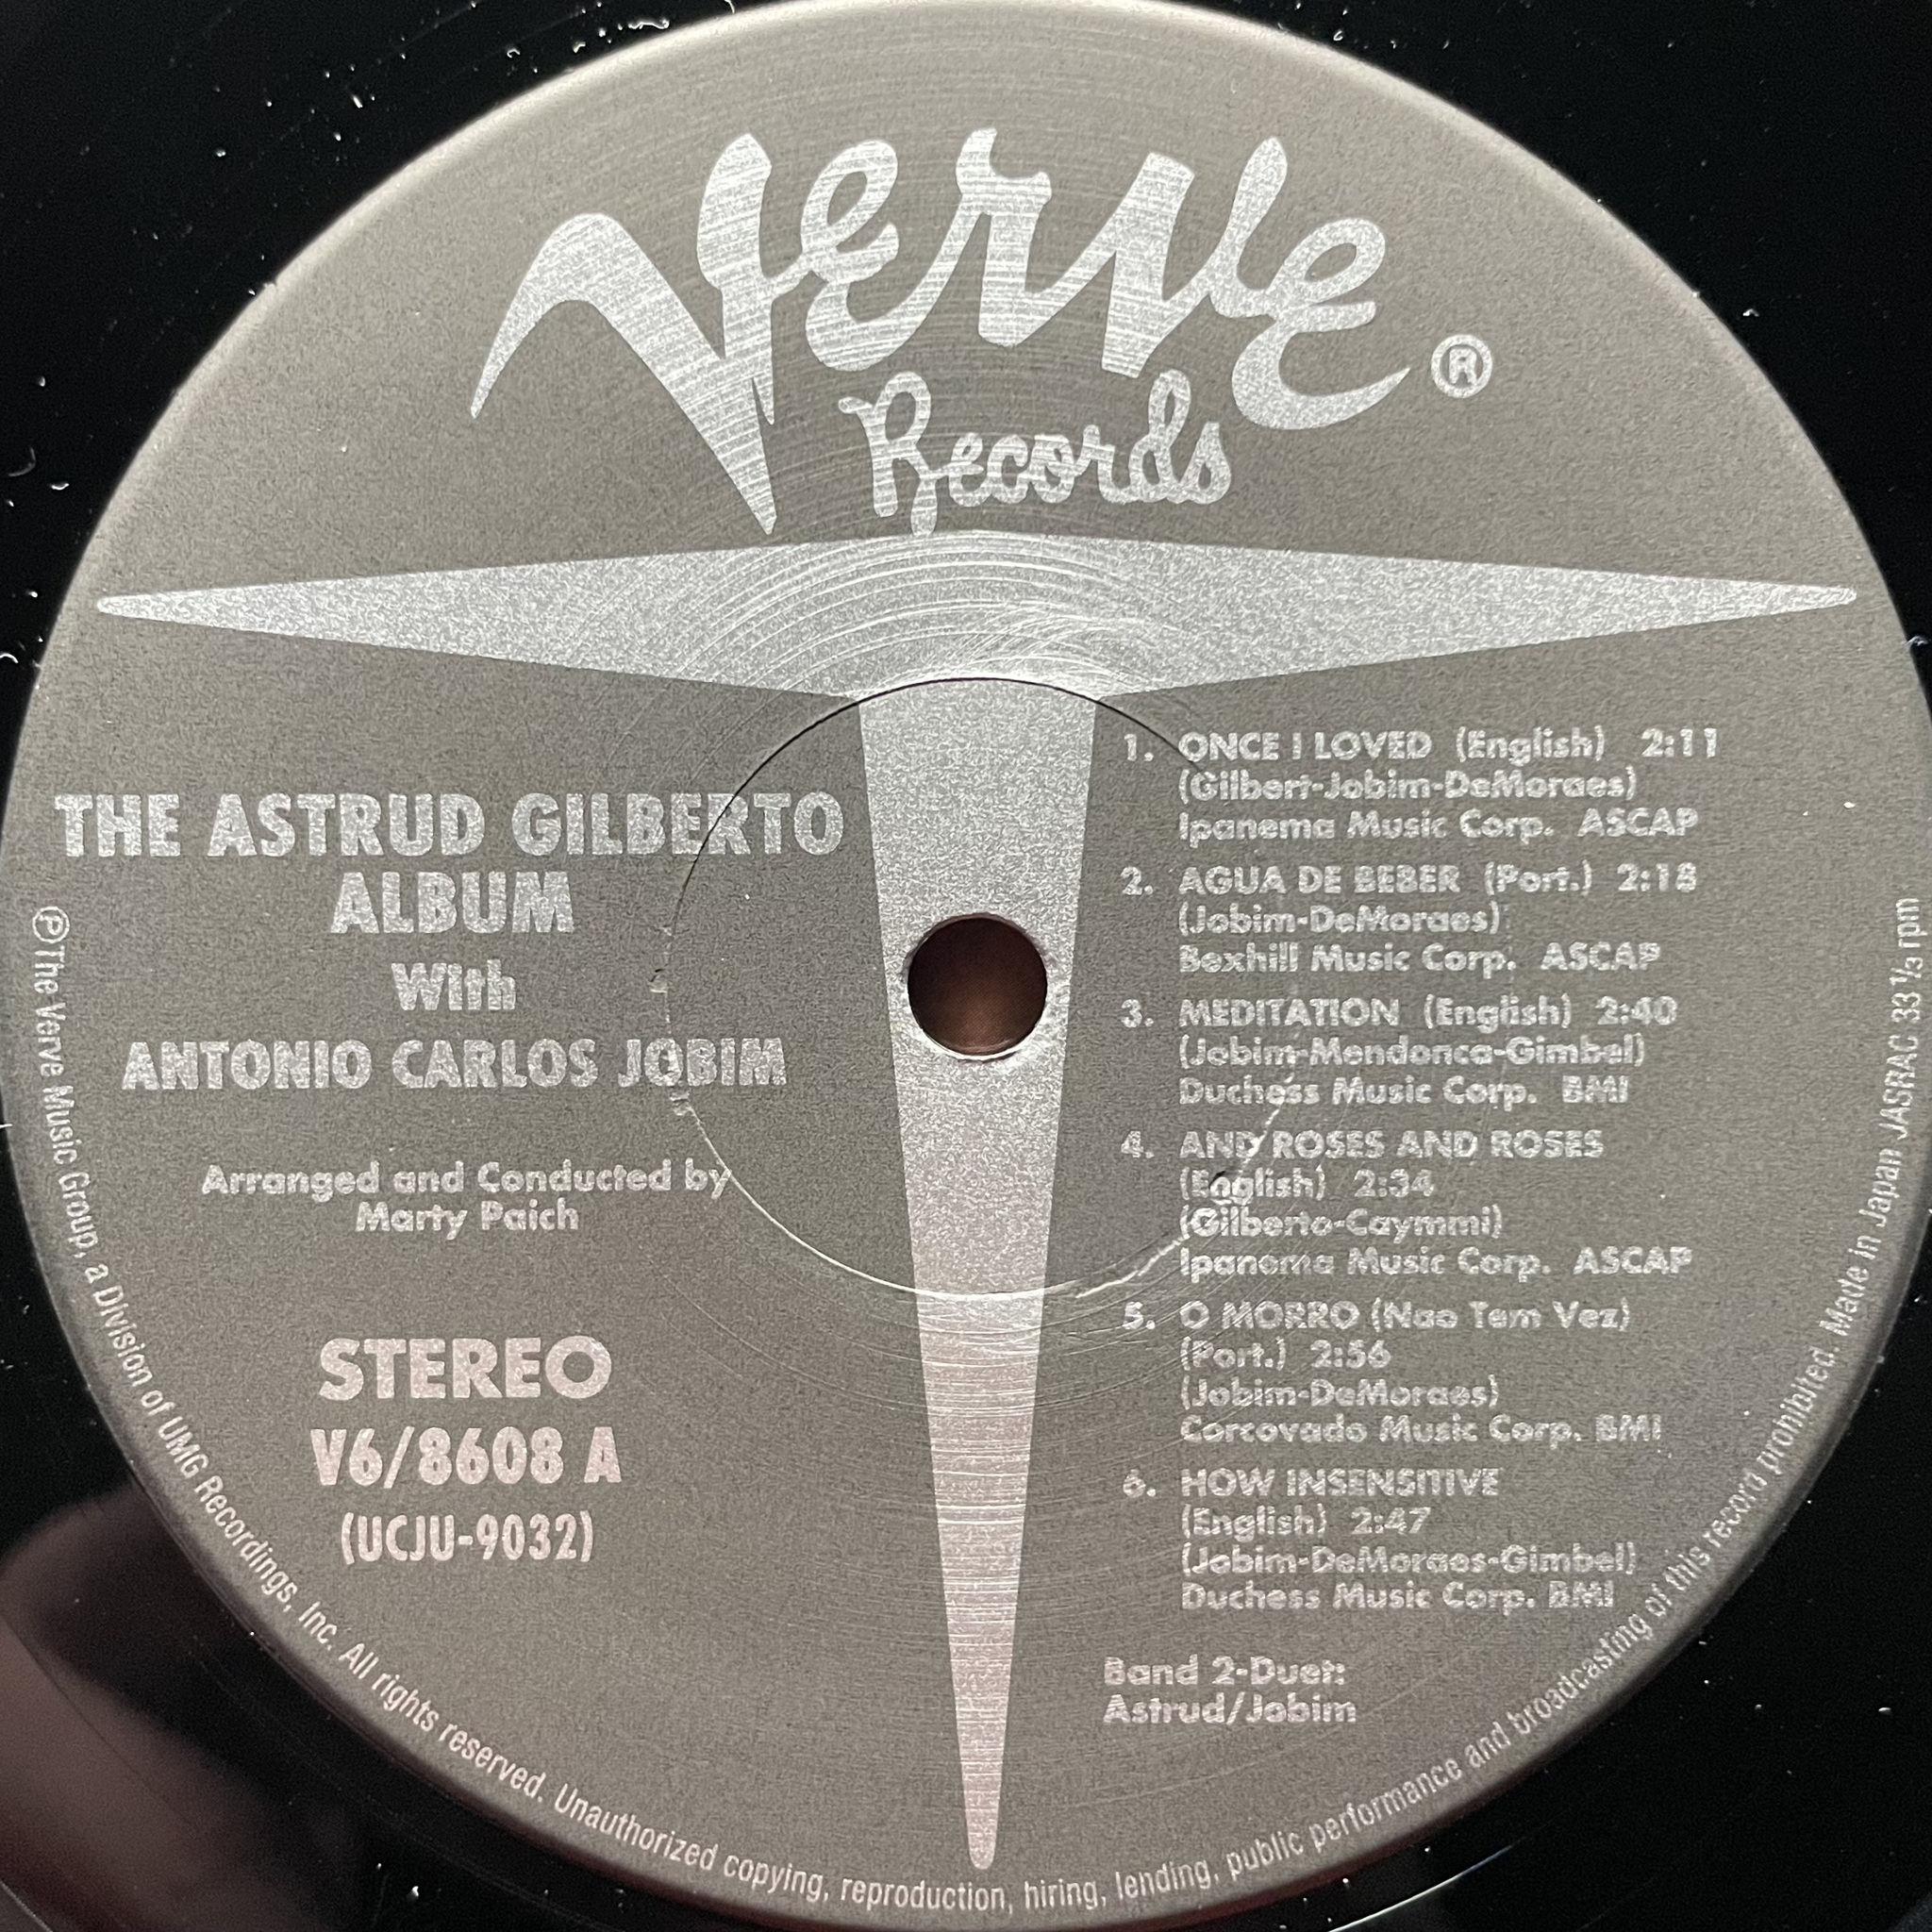 Verve
Records ®
THE ASTRUD GILBERTO
ALBUM
With
ANTONIO CARLOS JOBIM
Arranged and Conducted by
Marty Paich
STEREO
V6/8608 A
(UCJU-9032)
1. ONCE I LOVED (English) 2:11
(Gilbert-Jobim-DeMoraes)
Ipanema Music Corp. ASCAP
2. AGUA DE BEBER (Port.) 2:18
(Jobim-DeMoraes)
Bexhill Music Corp. ASCAP
3. MEDITATION (English) 2:40
(Jobim-Mendonca-Gimbel)
Duchess Music Corp. BMI
4. AND ROSES AND ROSES
(English) 2:34
(Gilberto-Caymmi)
Ipanema Music Corp. ASCAP
5. O MORRO (Nao Tem Vez)
(Port.) 2:56
(Jobim-DeMoraes)
Corcovado Music Corp. BMI
6. HOW INSENSITIVE
(English) 2:47
(Jobim-DeMoraes-Gimbel)
Duchess Music Corp. BMI
Band 2-Duet:
Astrud/Jobim
℗The Verve Music Group, a Division of UMG Recordings, Inc. All rights reserved. Unauthorized copying, reproduction, hiring, lending, public performance and broadcasting of this record prohibited. Made in Japan JASRAC 33 ⅓ rpm